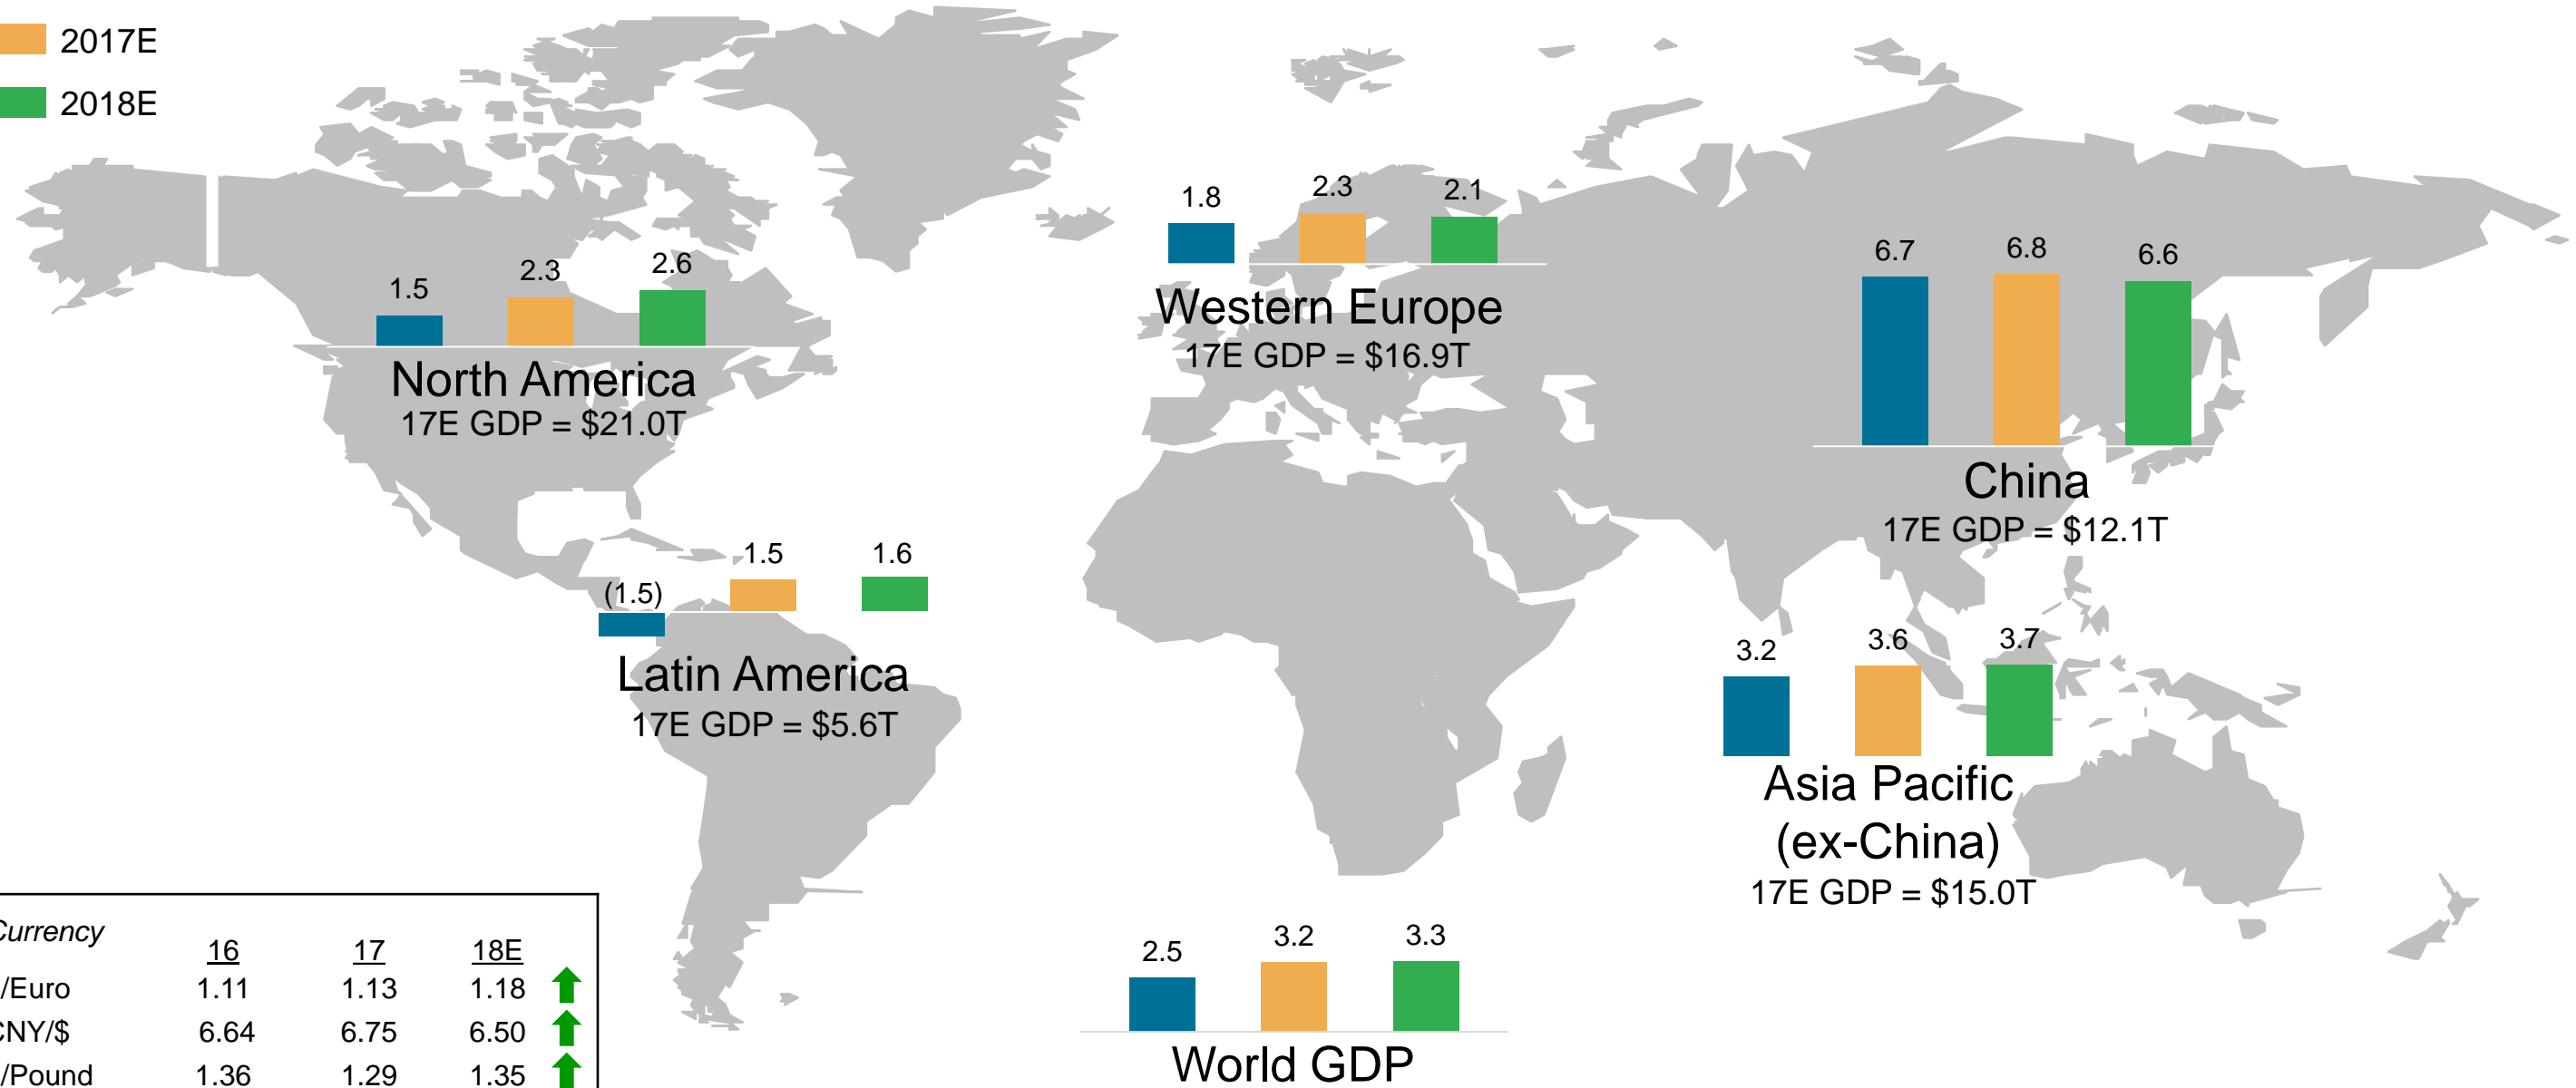 2017E
2018E
1.8 2.3 2.1
Western Europe
17E GDP = $16.9T
6.7 6.8 6.6
China
17E GDP = $12.1T
1.5 2.3 2.6
North America
17E GDP = $21.0T
(1.5) 1.5 1.6
Latin America
17E GDP = $5.6T
3.2 3.6 3.7
Asia Pacific
(ex-China)
17E GDP = $15.0T
2.5 3.2 3.3
World GDP
Currency
16 17 18E
/Euro 1.11 1.13 1.18
CNY/$ 6.64 6.75 6.50
/Pound 1.36 1.29 1.35